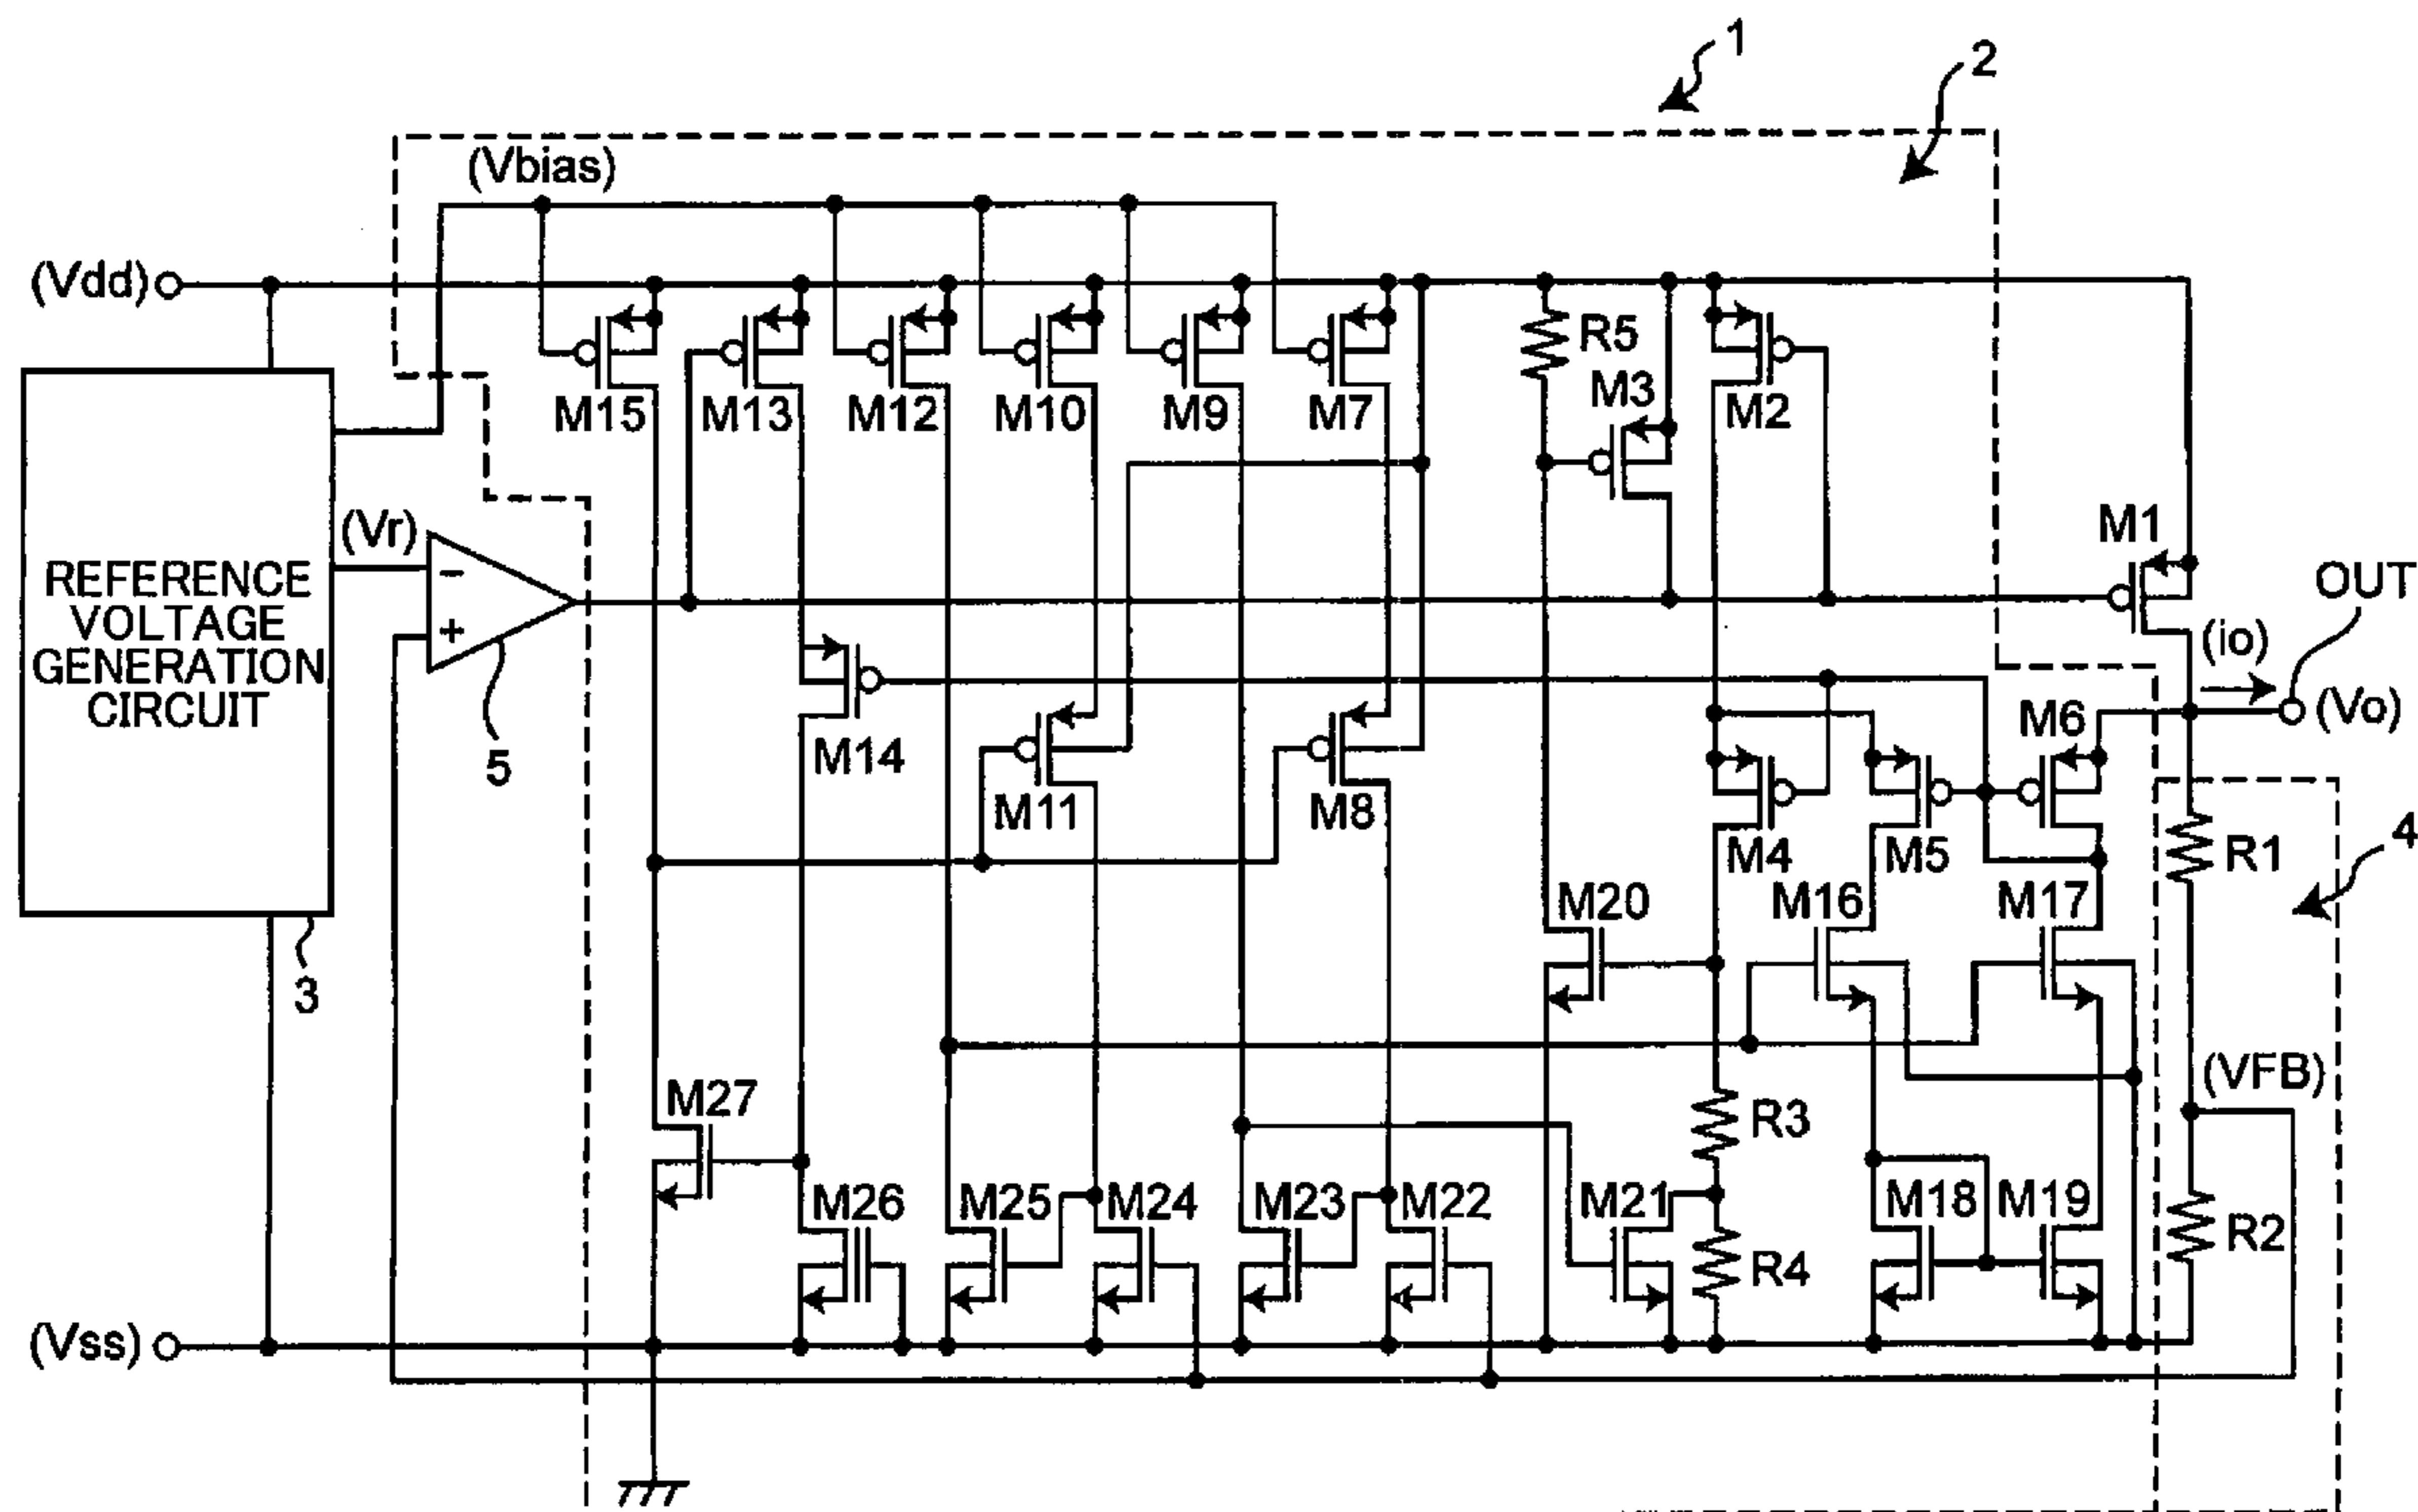 1
2
(Vbias)
(Vdd)
R5
M3
M15
M13
M12
M10
M9
M7
M2
(Vr)
M1
OUT
REFERENCE
VOLTAGE
GENERATION
CIRCUIT
−
+
5
(io)
(Vo)
M6
M14
M11
M8
M4
M5
R1
4
M20
M16
M17
3
(VFB)
M27
R3
M26
M25
M24
M23
M22
M21
M18
M19
R2
R4
(Vss)